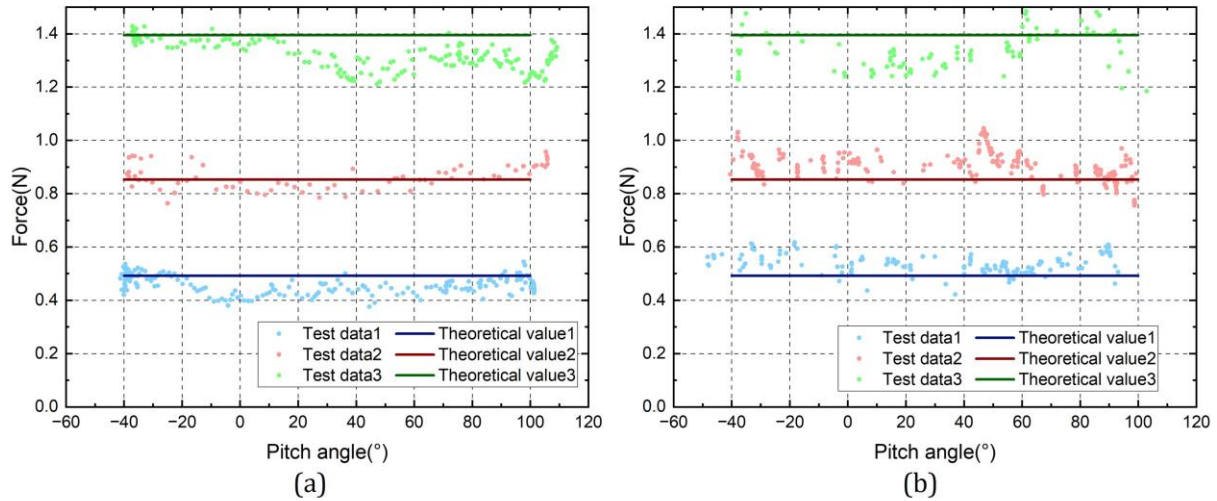 1.4
1.2
1.0
0.8
0.6
0.4
0.2
0.0
Force(N)
Test data1 Theoretical value1
Test data2 Theoretical value2
Test data3 Theoretical value3
−60 −40 −20 0 20 40 60 80 100 120
Pitch angle(°)
(a)
1.4
1.2
1.0
0.8
0.6
0.4
0.2
0.0
Force(N)
Test data1 Theoretical value1
Test data2 Theoretical value2
Test data3 Theoretical value3
−60 −40 −20 0 20 40 60 80 100 120
Pitch angle(°)
(b)